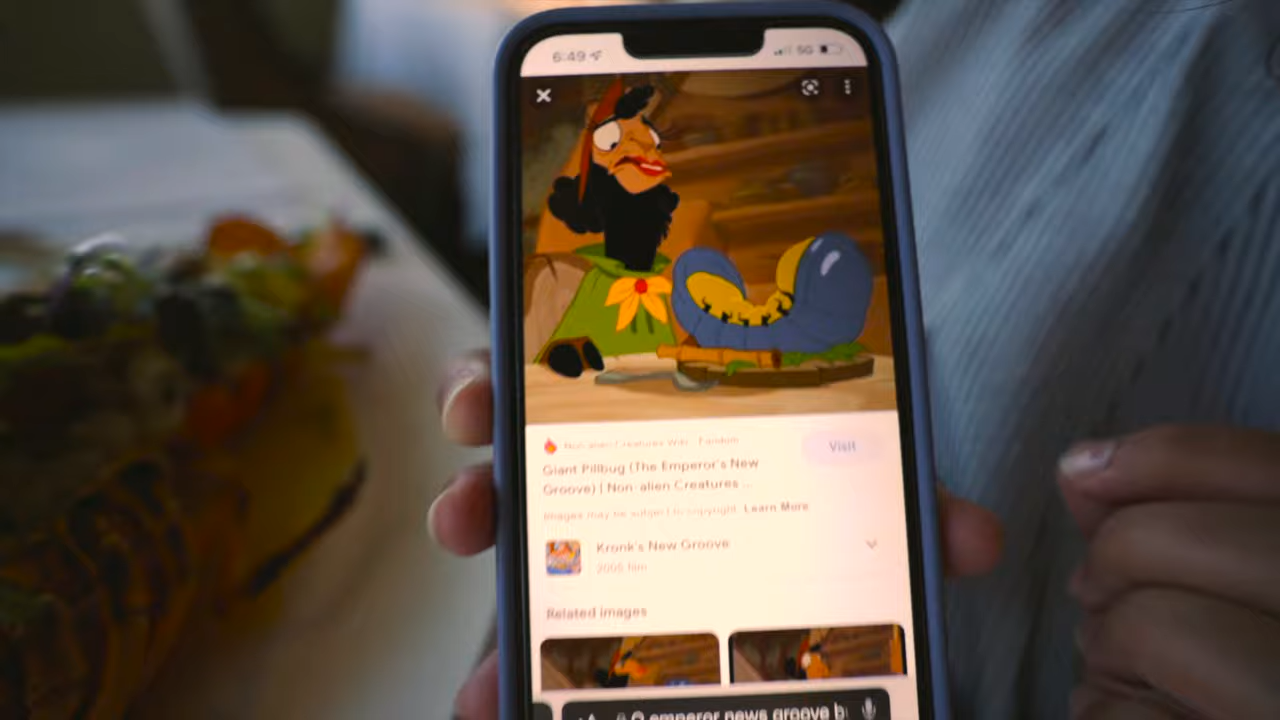 6:49
5G
Non-alien Creatures Wiki - Fandom
Visit
Giant Pillbug (The Emperor's New
Groove) | Non-alien Creatures ...
Images may be subject to copyright. Learn More
Kronk's New Groove
2005 film
Related images
emperor news groove b